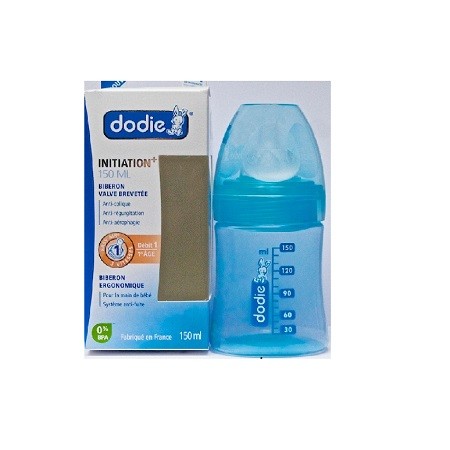 dodie
INITIATION+
150 ML
BIBERON
VALVE BREVETÉE
Anti-colique
Anti-régurgitation
Anti-aérophagie
1
Débit 1
1er ÂGE
BIBERON
ERGONOMIQUE
Pour la main de bébé
Système anti-fuite
0%
BPA
Fabriqué en France
150 ml
ml
150
120
90
60
30
dodie